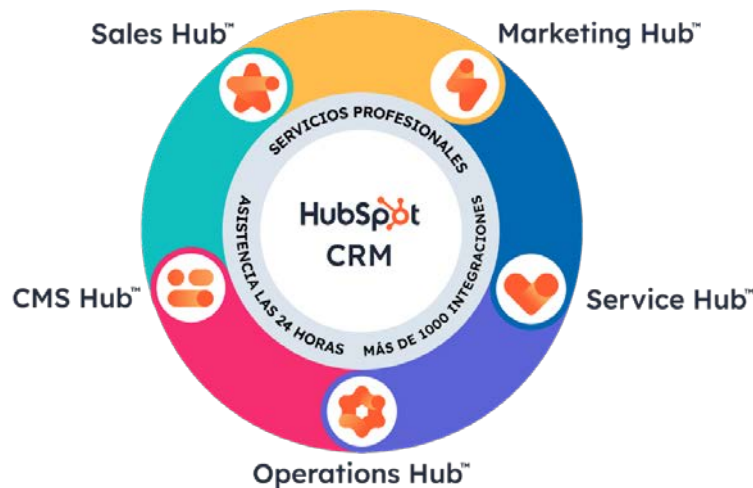 Sales Hub™
Marketing Hub™
SERVICIOS PROFESIONALES
ASISTENCIA LAS 24 HORAS
MÁS DE 1000 INTEGRACIONES
HubSpot
CRM
CMS Hub™
Service Hub™
Operations Hub™